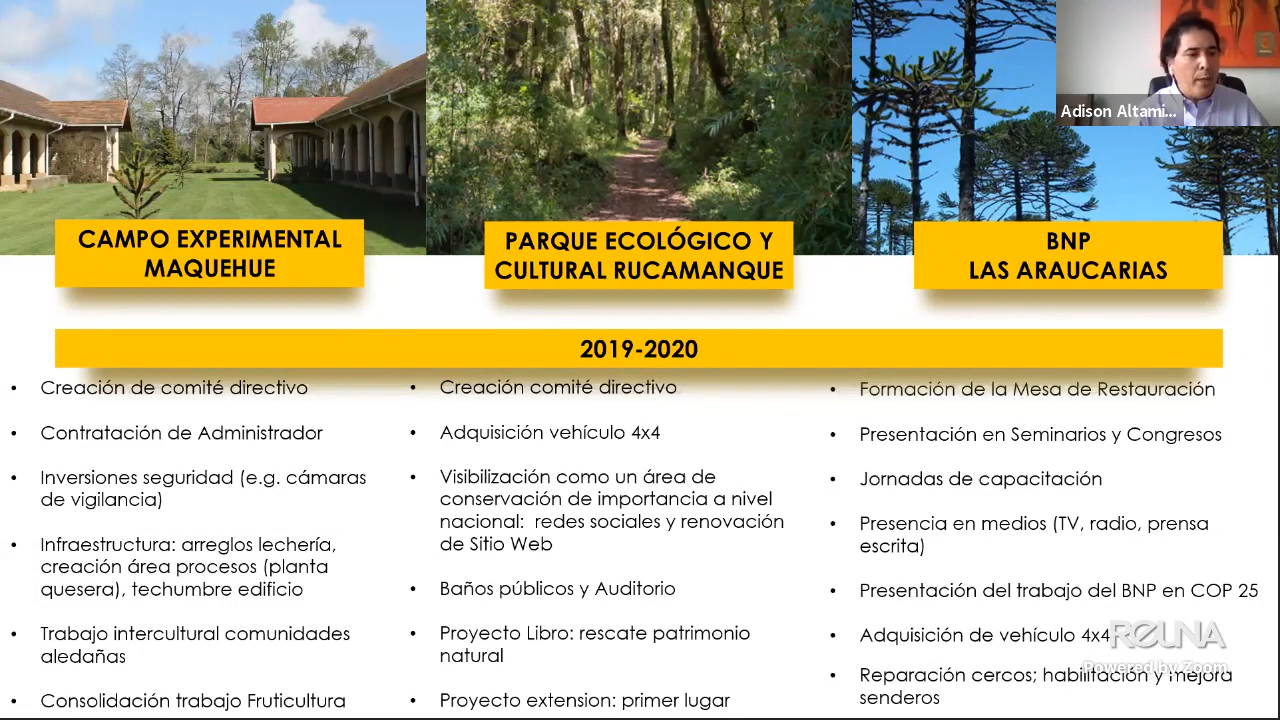 Adison Altami...
CAMPO EXPERIMENTAL
MAQUEHUE
PARQUE ECOLÓGICO Y
CULTURAL RUCAMANQUE
BNP
LAS ARAUCARIAS
2019-2020
• Creación de comité directivo
• Contratación de Administrador
• Inversiones seguridad (e.g. cámaras
de vigilancia)
• Infraestructura: arreglos lechería,
creación área procesos (planta
quesera), techumbre edificio
• Trabajo intercultural comunidades
aledañas
• Consolidación trabajo Fruticultura
• Creación comité directivo
• Adquisición vehículo 4x4
• Visibilización como un área de
conservación de importancia a nivel
nacional: redes sociales y renovación
de Sitio Web
• Baños públicos y Auditorio
• Proyecto Libro: rescate patrimonio
natural
• Proyecto extension: primer lugar
• Formación de la Mesa de Restauración
• Presentación en Seminarios y Congresos
• Jornadas de capacitación
• Presencia en medios (TV, radio, prensa
escrita)
• Presentación del trabajo del BNP en COP 25
• Adquisición de vehículo 4x4
• Reparación cercos; habilitación y mejora
senderos
REUNA
Powered by Zoom